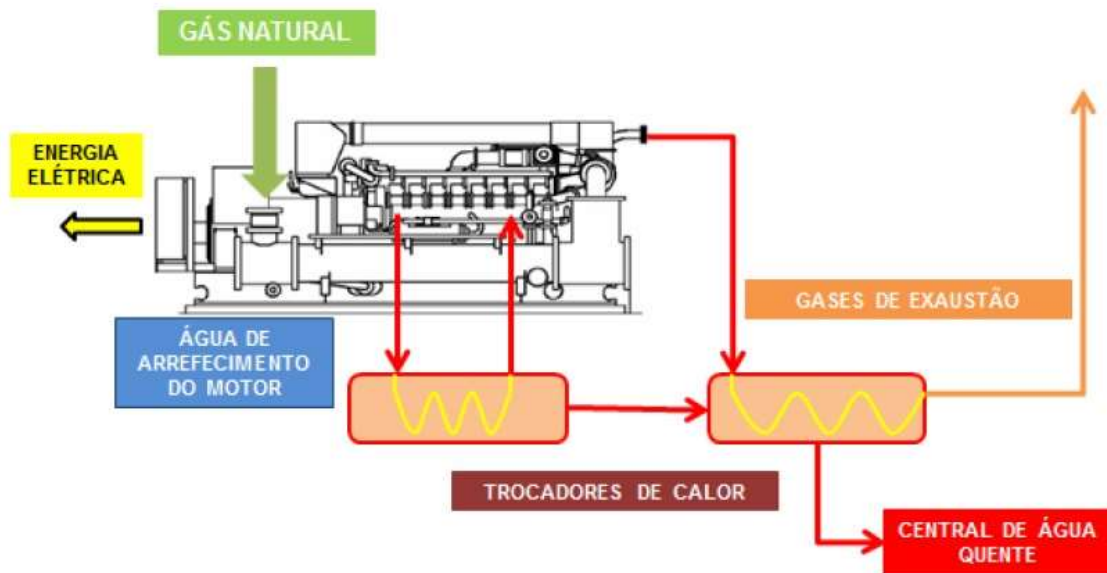 GÁS NATURAL
ENERGIA
ELÉTRICA
GASES DE EXAUSTÃO
ÁGUA DE
ARREFECIMENTO
DO MOTOR
TROCADORES DE CALOR
CENTRAL DE ÁGUA
QUENTE